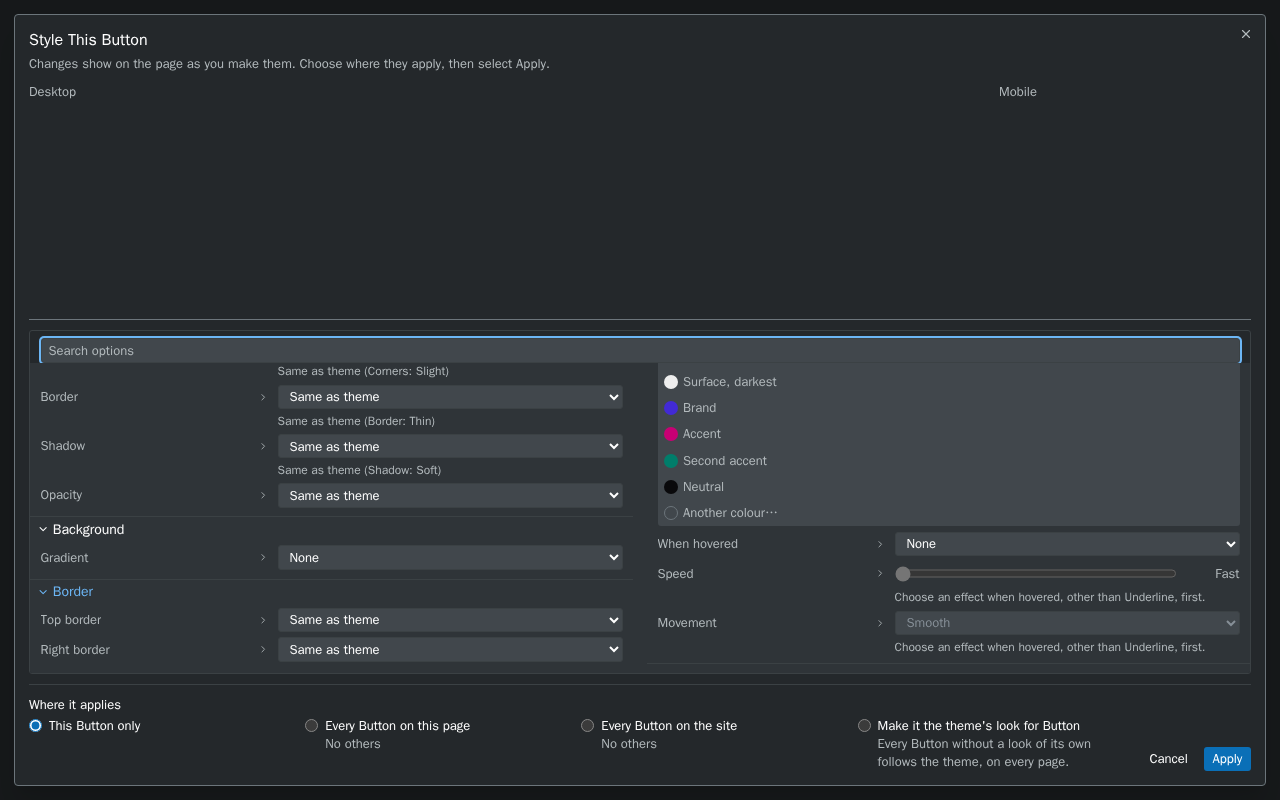 Style This Button
Changes show on the page as you make them. Choose where they apply, then select Apply.
Desktop
Mobile
Search options
Same as theme (Corners: Slight)
Border
Same as theme
Same as theme (Border: Thin)
Shadow
Same as theme
Same as theme (Shadow: Soft)
Opacity
Same as theme
Background
Gradient
None
Border
Top border
Same as theme
Right border
Same as theme
Surface, darkest
Brand
Accent
Second accent
Neutral
Another colour…
When hovered
None
Speed
Fast
Choose an effect when hovered, other than Underline, first.
Movement
Smooth
Choose an effect when hovered, other than Underline, first.
Where it applies
This Button only
Every Button on this page
No others
Every Button on the site
No others
Make it the theme's look for Button
Every Button without a look of its own
follows the theme, on every page.
Cancel
Apply